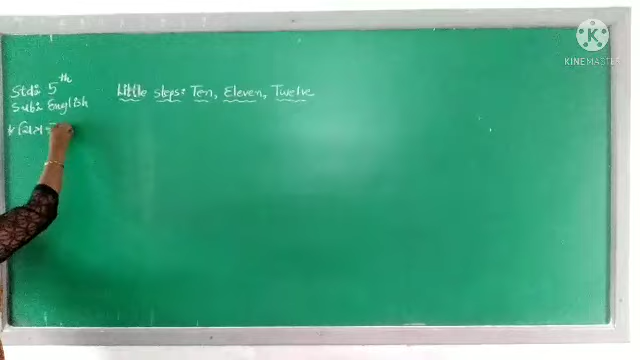 Std: 5th
Sub: English
Little steps: Ten, Eleven, Twelve
KINEMASTER